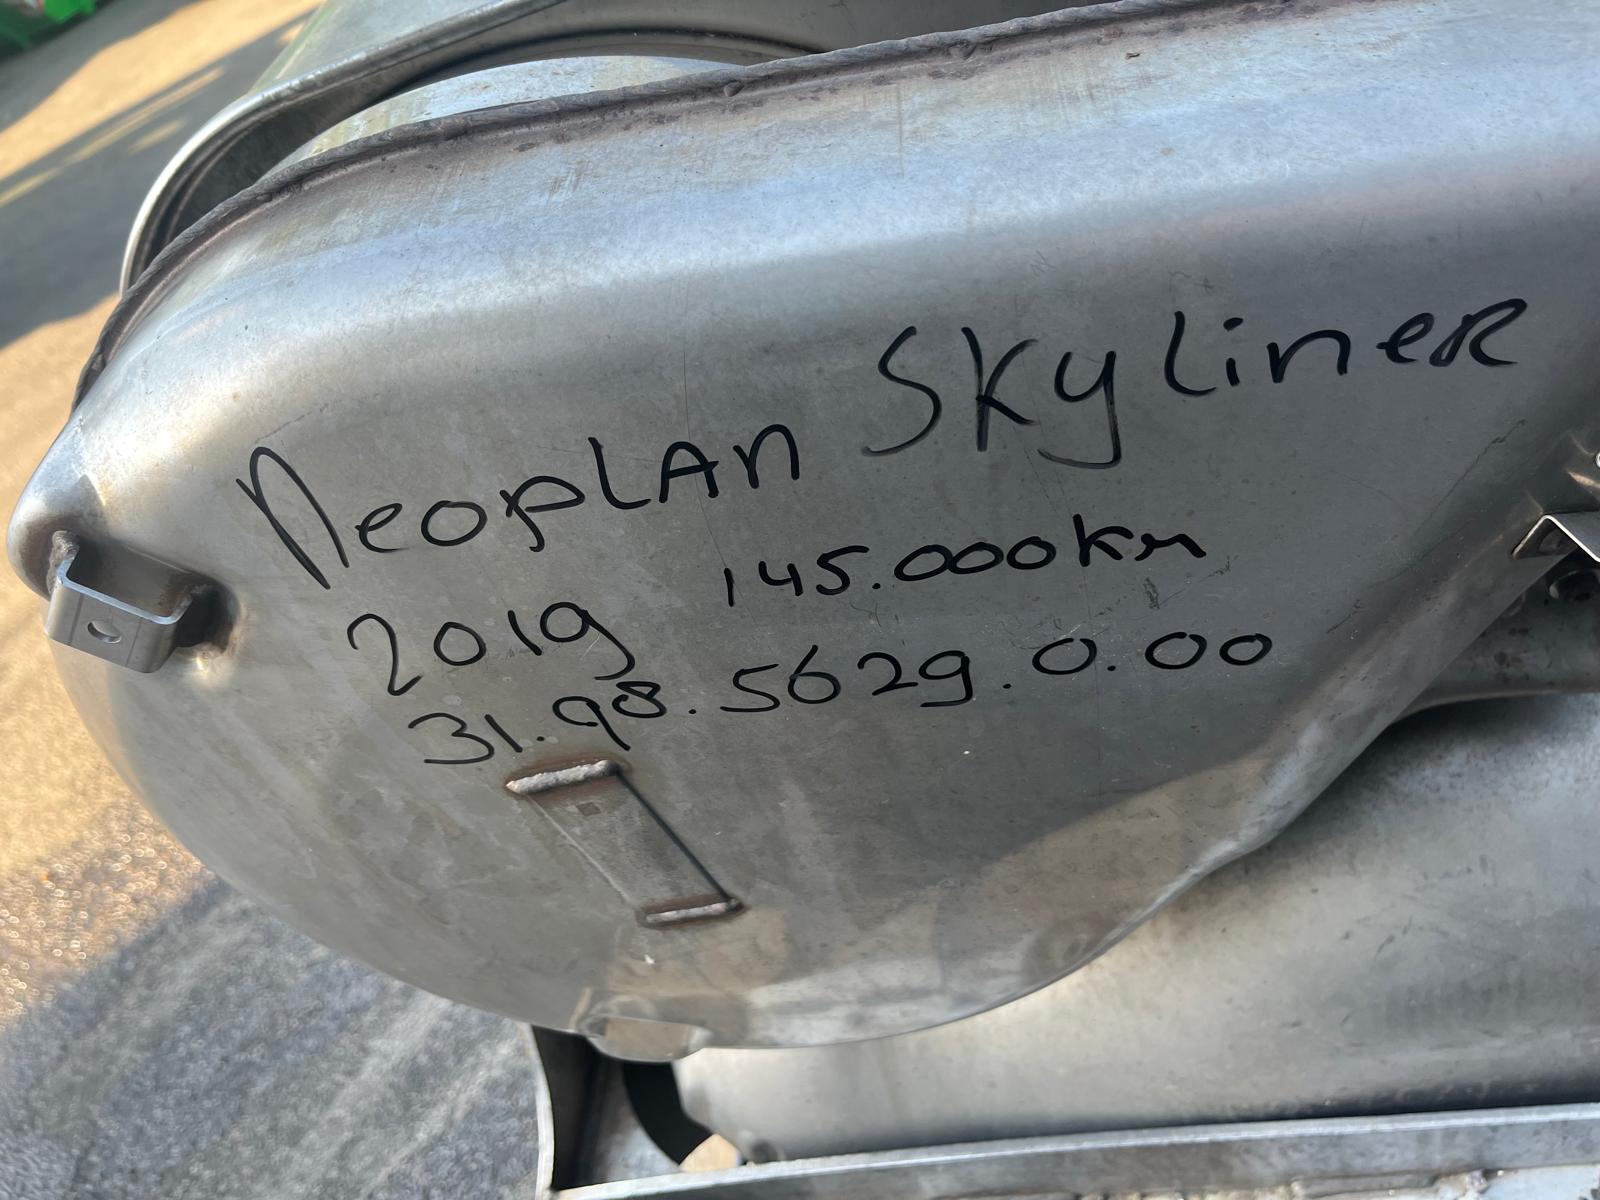 Neoplan Skyliner
2019 145.000km
31.98.5629.0.00